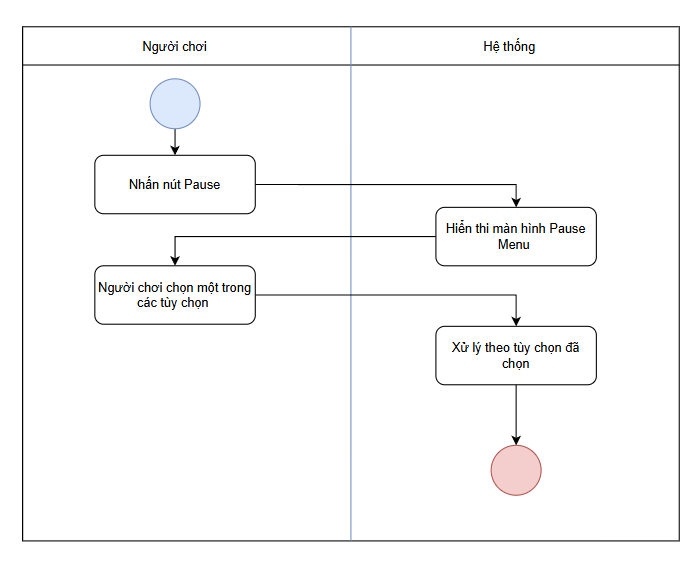 Người chơi
Hệ thống
Nhấn nút Pause
Hiển thi màn hình Pause
Menu
Người chơi chọn một trong
các tùy chọn
Xử lý theo tùy chọn đã
chọn